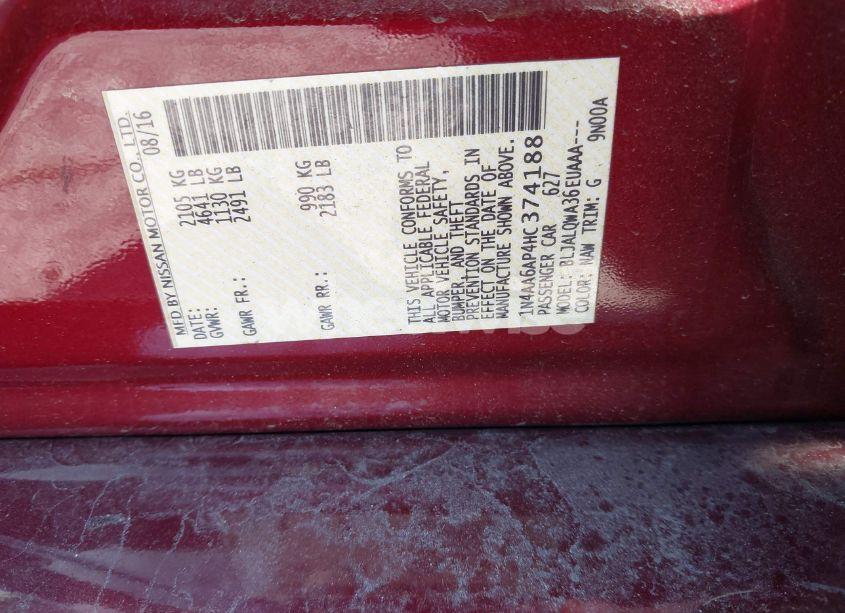 MFD BY NISSAN MOTOR CO., LTD.
DATE: 08/16
GVWR: 2105 KG
4641 LB
GAWR FR.: 1130 KG
2491 LB
GAWR RR.: 990 KG
2183 LB
THIS VEHICLE CONFORMS TO
ALL APPLICABLE FEDERAL
MOTOR VEHICLE SAFETY,
BUMPER, AND THEFT
PREVENTION STANDARDS IN
EFFECT ON THE DATE OF
MANUFACTURE SHOWN ABOVE.
1N4AA6AP4HC374188
PASSENGER CAR 627
MODEL: BLJALQWA36EUAAA---
COLOR: NAW TRIM: G 9N00A